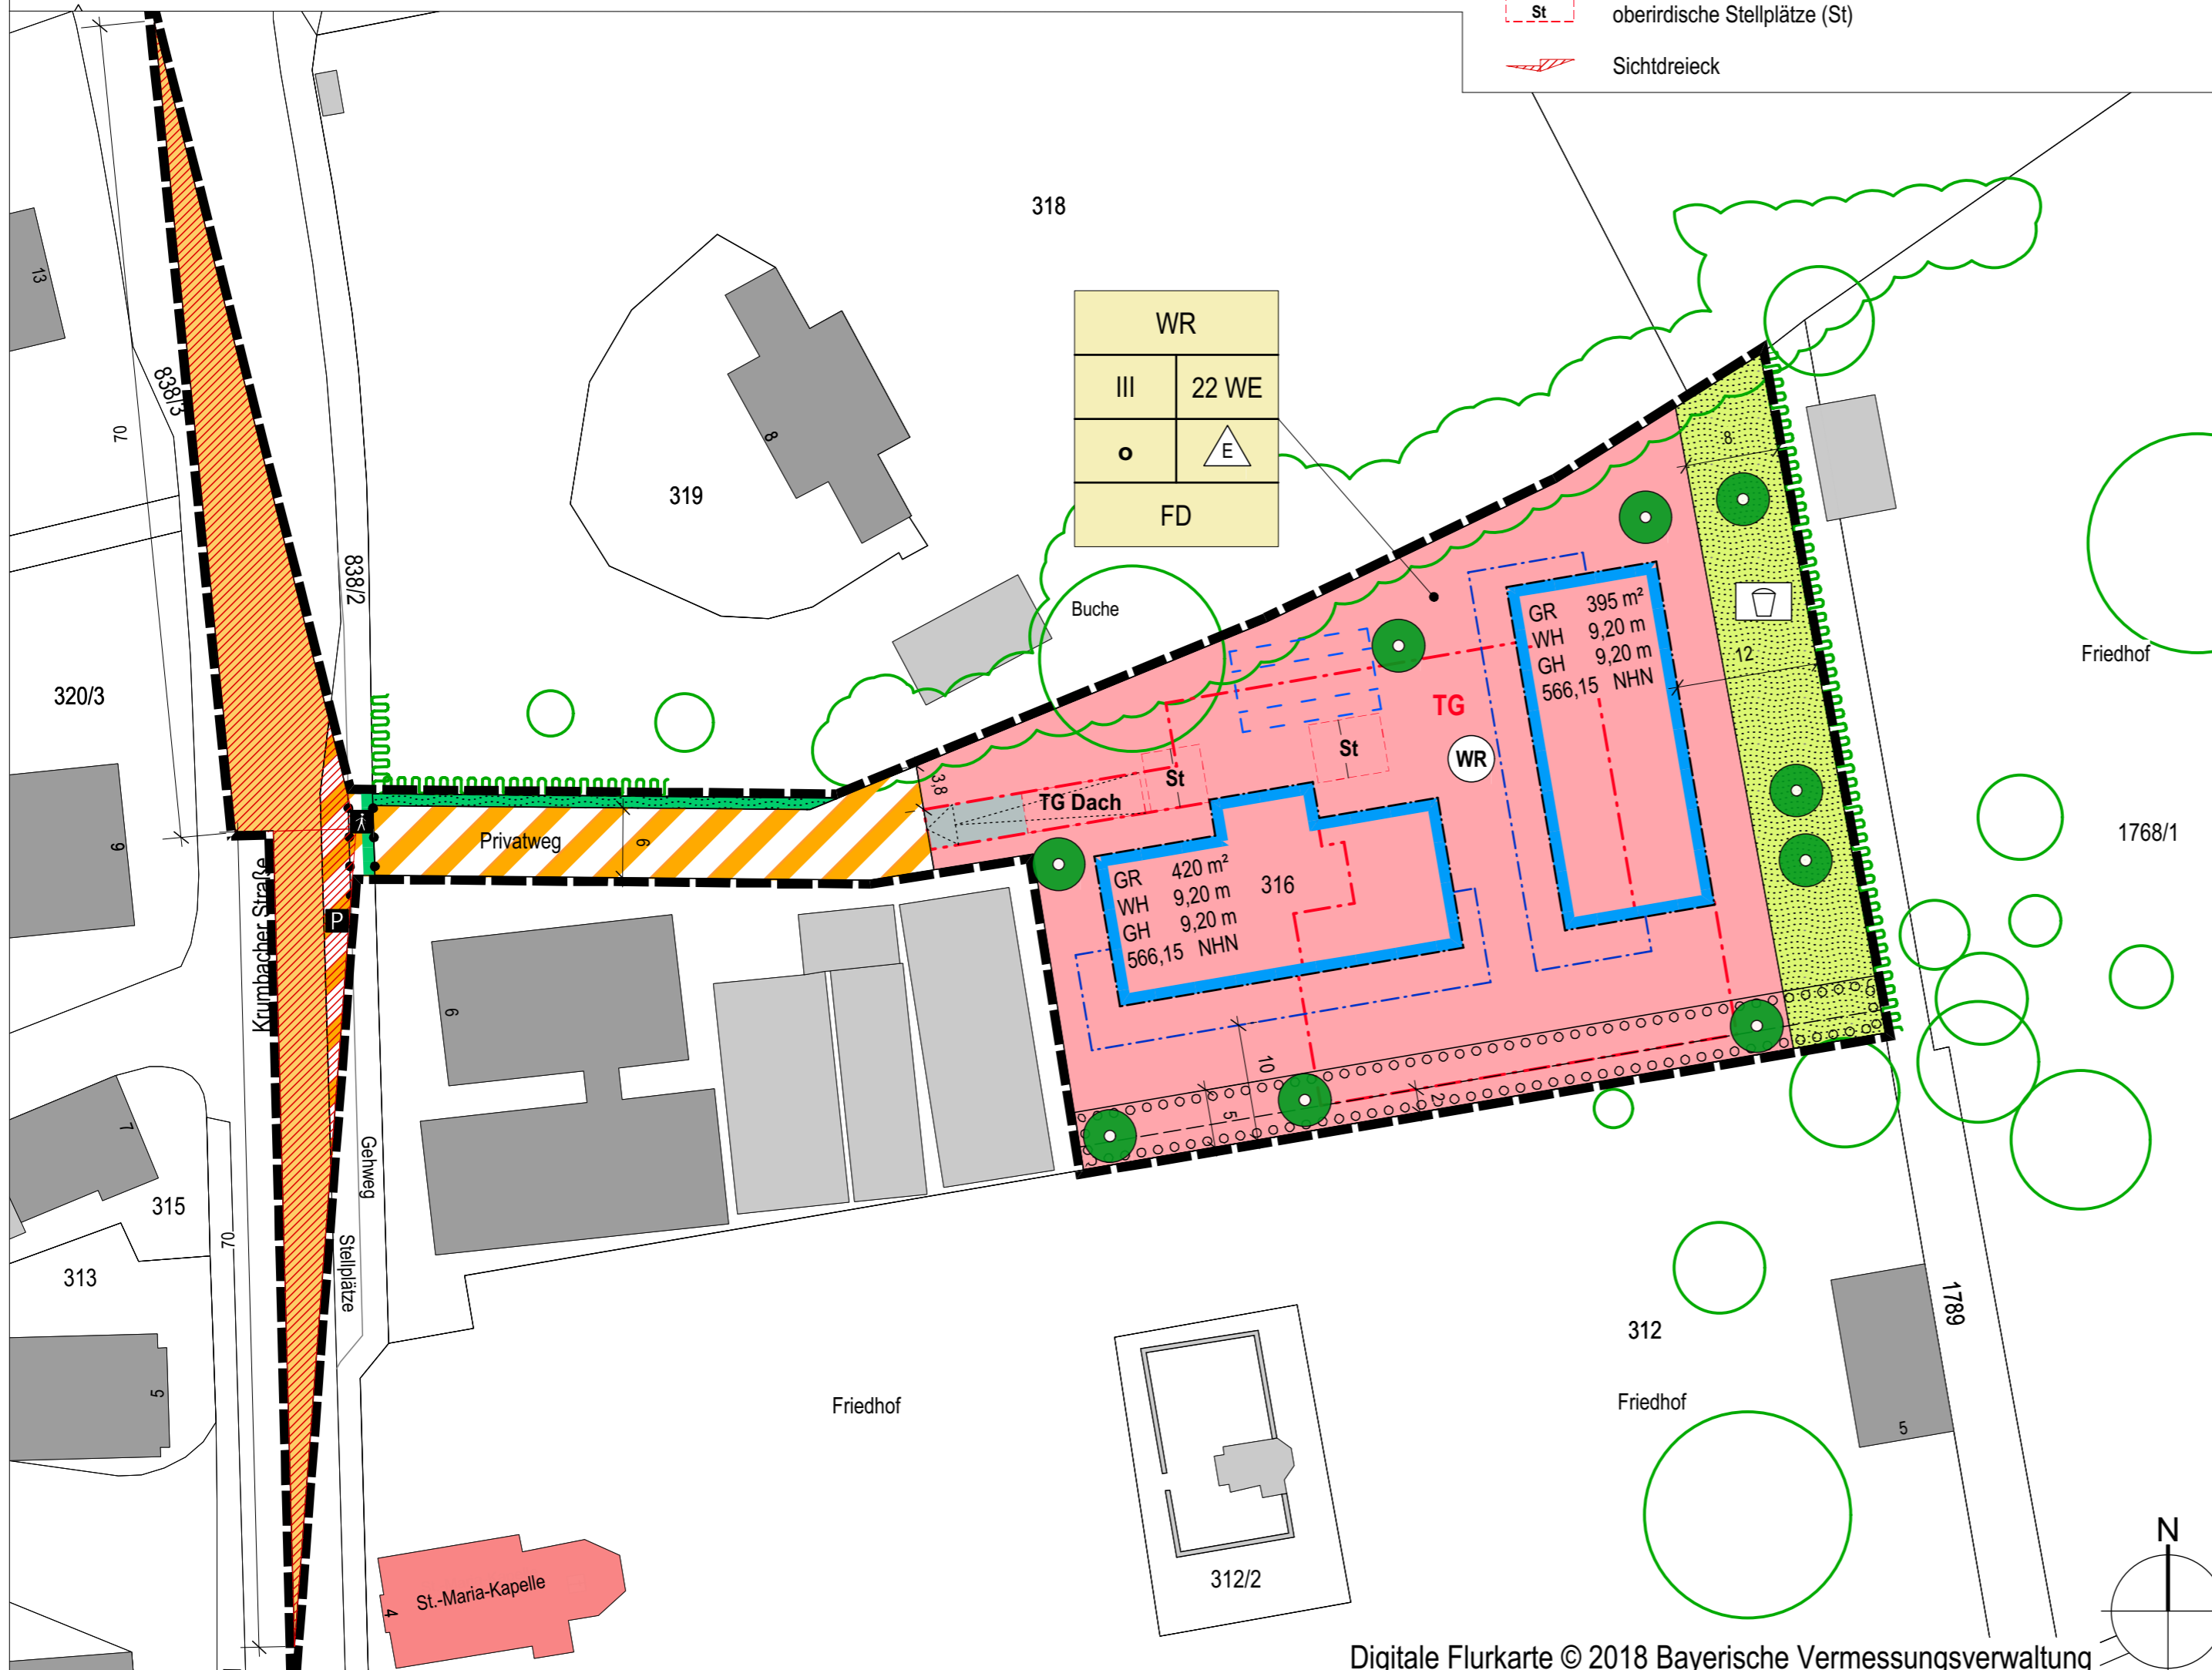 St
oberirdische Stellplätze (St)
Sichtdreieck
318
13
WR
III
22 WE
o
E
FD
838/3
70
8
319
8
838/2
Buche
GR 395 m²
WH 9,20 m
GH 9,20 m
566,15 NHN
12
Friedhof
320/3
TG
St
WR
St
3,8
TG Dach
Privatweg
6
1768/1
9
Krumbacher Straße
GR 420 m²
WH 9,20 m
GH 9,20 m
566,15 NHN
316
P
6
10
5
2
7
Gehweg
315
70
Stellplätze
313
5
312
1789
Friedhof
Friedhof
5
N
312/2
St.-Maria-Kapelle
4
Digitale Flurkarte © 2018 Bayerische Vermessungsverwaltung